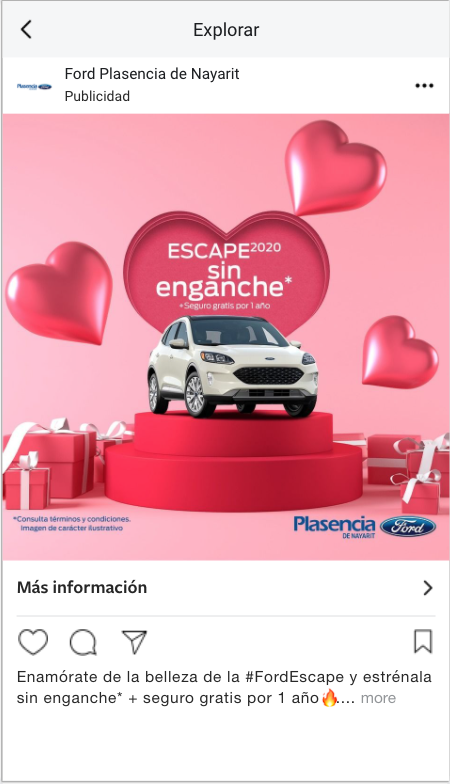 Explorar
Plasencia Ford
Ford Plasencia de Nayarit
Publicidad
ESCAPE2020
sin
enganche*
+Seguro gratis por 1 año
*Consulta términos y condiciones.
Imagen de carácter ilustrativo
Plasencia Ford
DE NAYARIT
Más información
Enamórate de la belleza de la #FordEscape y estrénala
sin enganche* + seguro gratis por 1 año🔥.... more